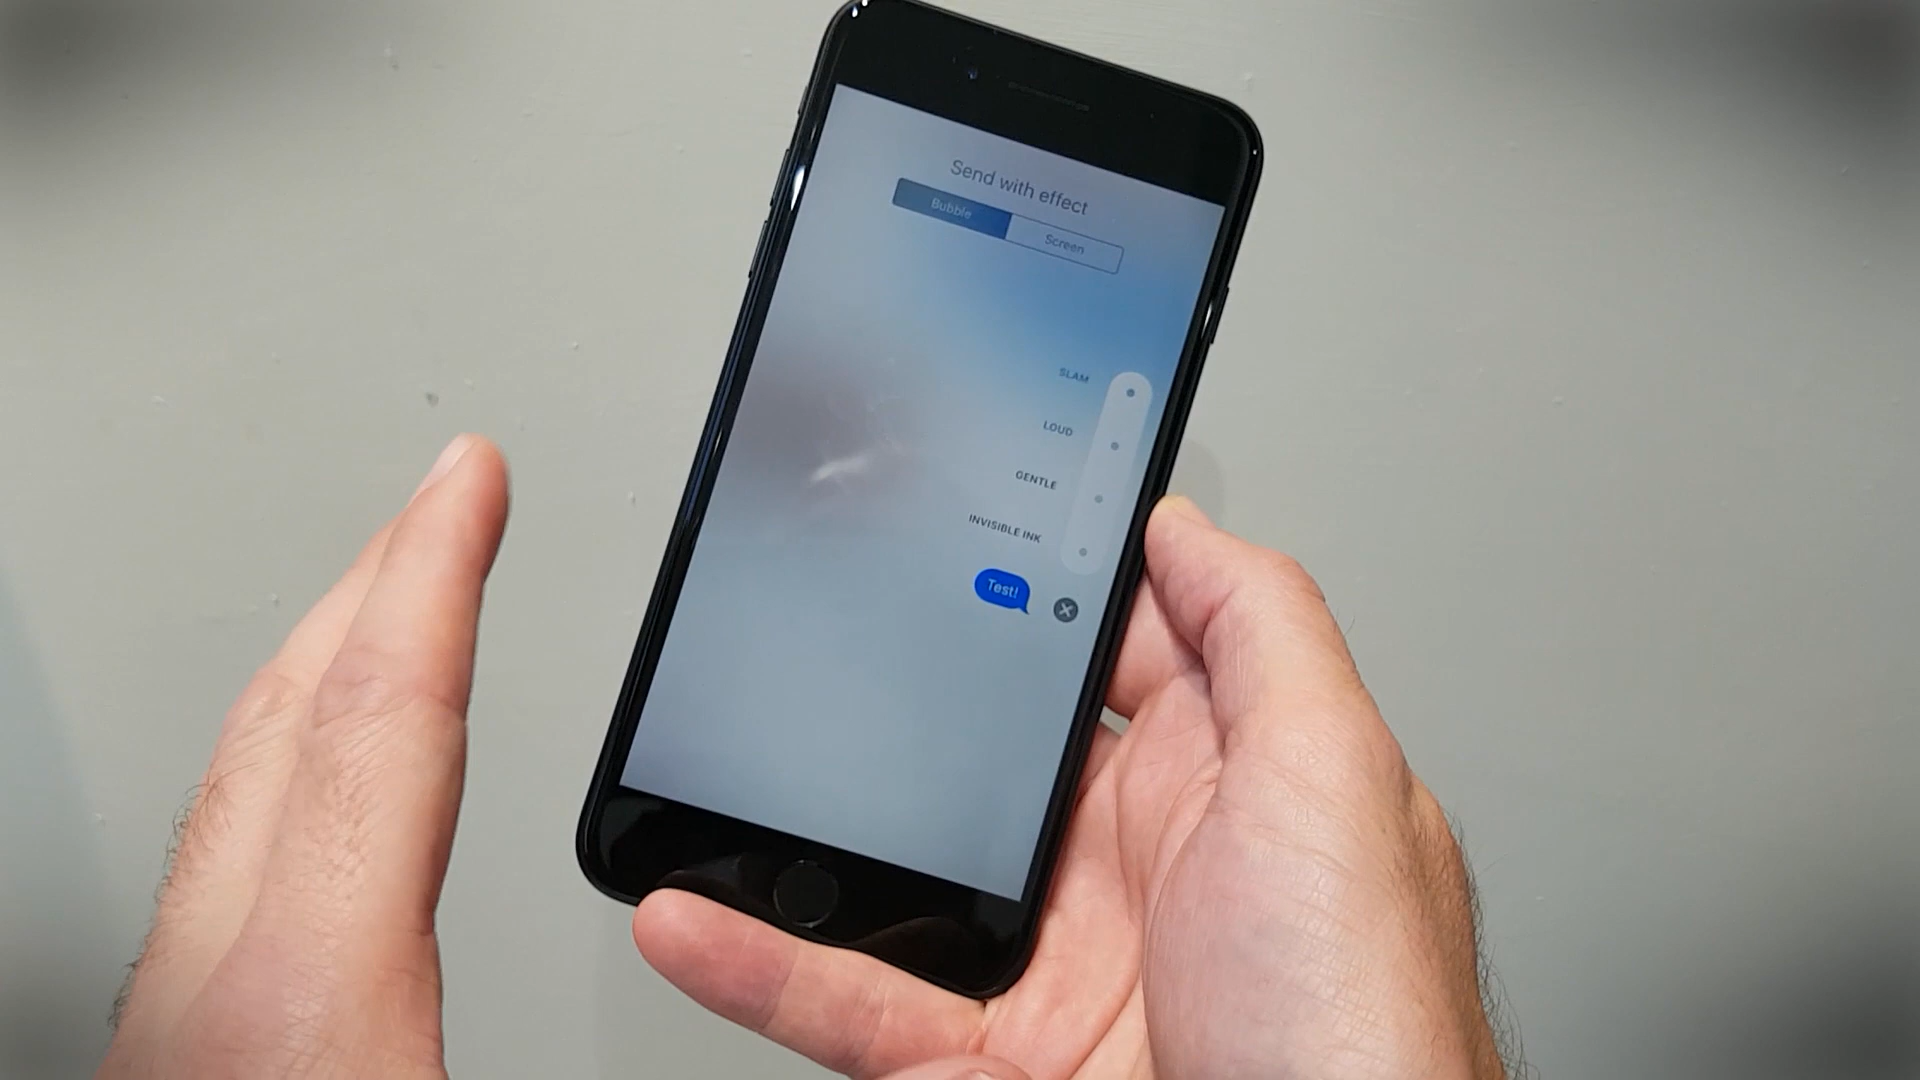 Send with effect
Bubble
Screen
SLAM
LOUD
GENTLE
INVISIBLE INK
Test!